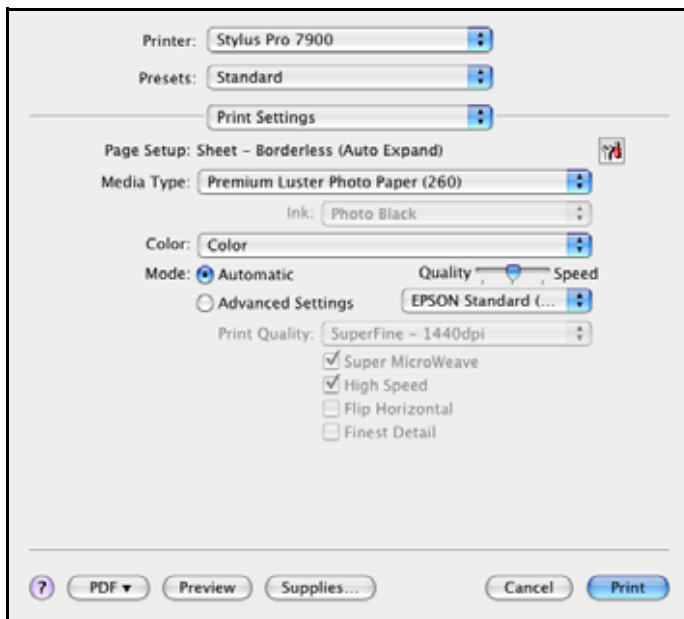 Printer: Stylus Pro 7900
Presets: Standard
Print Settings
Page Setup: Sheet – Borderless (Auto Expand)
Media Type: Premium Luster Photo Paper (260)
Ink: Photo Black
Color: Color
Mode: Automatic Quality Speed
Advanced Settings EPSON Standard (...
Print Quality: SuperFine – 1440dpi
Super MicroWeave
High Speed
Flip Horizontal
Finest Detail
? PDF ▼ Preview Supplies... Cancel Print